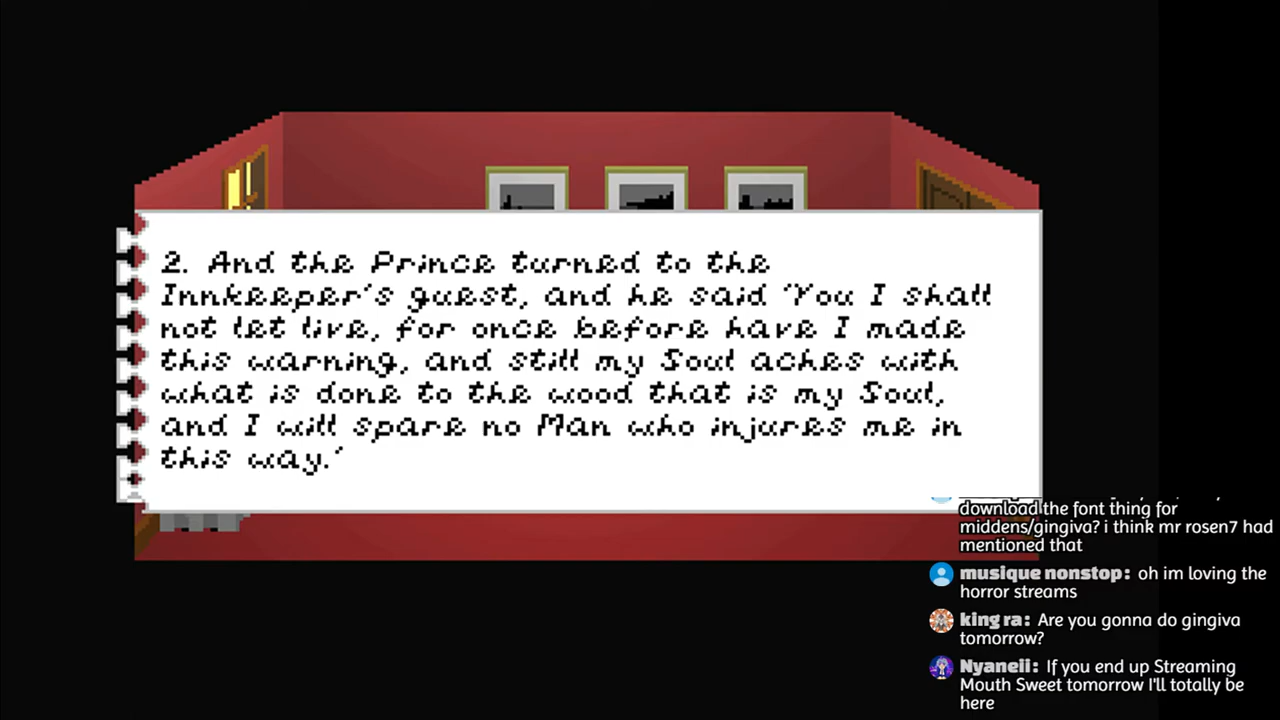 2. And the Prince turned to the
Innkeeper's guest, and he said 'You I shall
not let live, for once before have I made
this warning, and still my Soul aches with
what is done to the wood that is my Soul,
and I will spare no Man who injures me in
this way.'
download the font thing for
middens/gingiva? i think mr rosen7 had
mentioned that
musique nonstop: oh im loving the
horror streams
king ra: Are you gonna do gingiva
tomorrow?
Nyaneii: If you end up Streaming
Mouth Sweet tomorrow I'll totally be
here